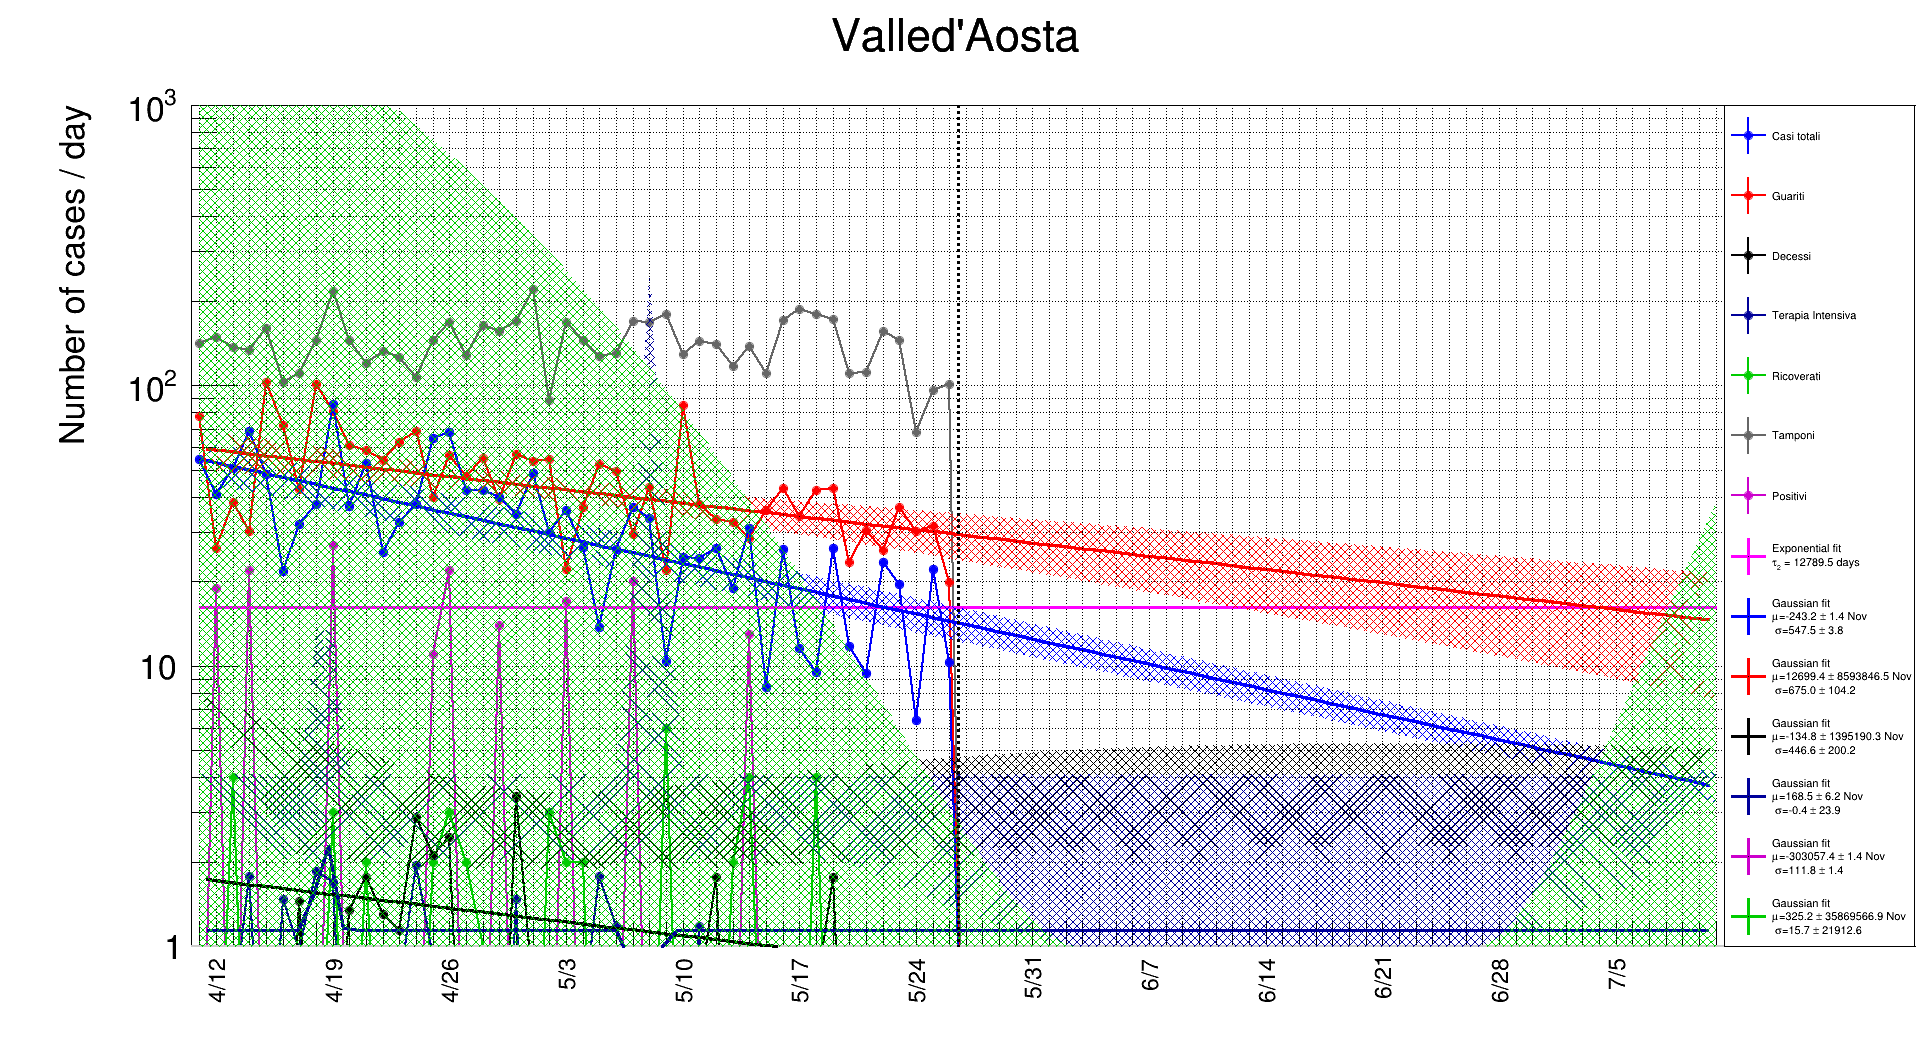 Valled'Aosta
Number of cases / day
10³
10²
10
1
4/12
4/19
4/26
5/3
5/10
5/17
5/24
5/31
6/7
6/14
6/21
6/28
7/5
Casi totali
Guariti
Decessi
Terapia Intensiva
Ricoverati
Tamponi
Positivi
Exponential fit
τ₂ = 12789.5 days
Gaussian fit
μ=-243.2 ± 1.4 Nov
σ=547.5 ± 3.8
Gaussian fit
μ=12699.4 ± 8593846.5 Nov
σ=675.0 ± 104.2
Gaussian fit
μ=-134.8 ± 1395190.3 Nov
σ=446.6 ± 200.2
Gaussian fit
μ=168.5 ± 6.2 Nov
σ=-0.4 ± 23.9
Gaussian fit
μ=-303057.4 ± 1.4 Nov
σ=111.8 ± 1.4
Gaussian fit
μ=325.2 ± 35869566.9 Nov
σ=15.7 ± 21912.6